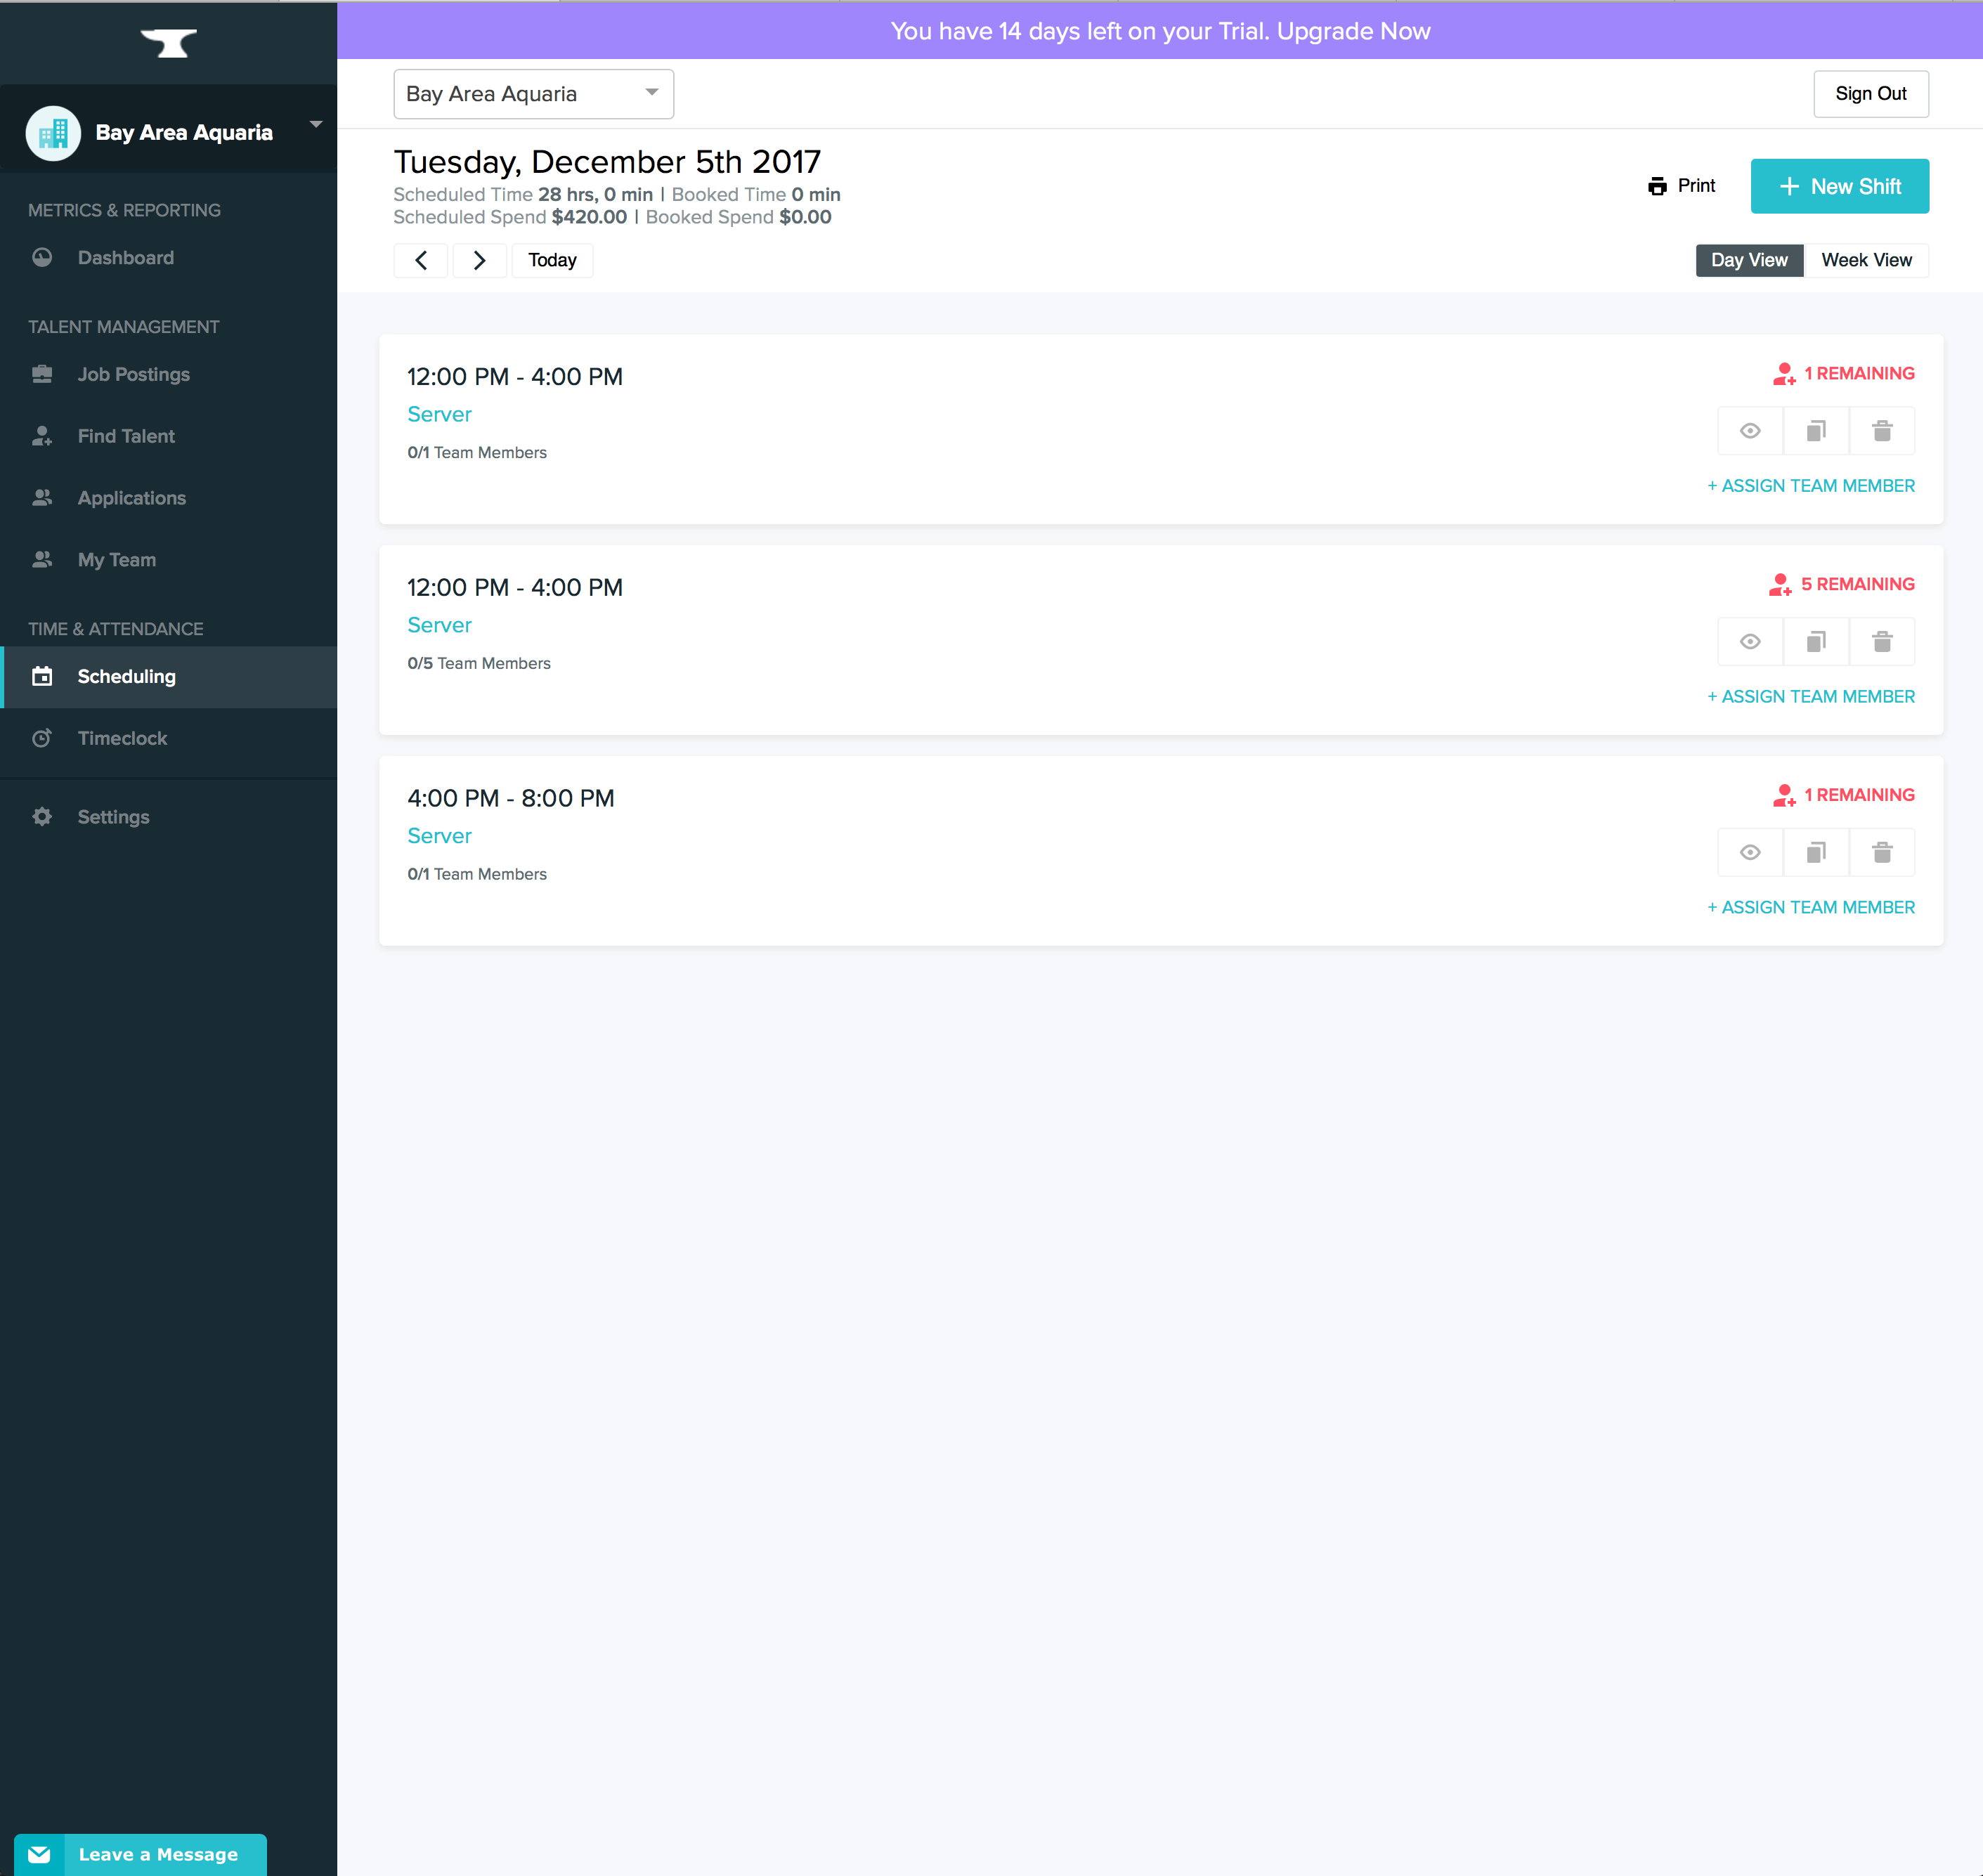 You have 14 days left on your Trial. Upgrade Now
Bay Area Aquaria
Sign Out
Bay Area Aquaria
METRICS & REPORTING
Dashboard
TALENT MANAGEMENT
Job Postings
Find Talent
Applications
My Team
TIME & ATTENDANCE
Scheduling
Timeclock
Settings
Leave a Message
Tuesday, December 5th 2017
Scheduled Time 28 hrs, 0 min | Booked Time 0 min
Scheduled Spend $420.00 | Booked Spend $0.00
Print
+ New Shift
Today
Day View
Week View
12:00 PM - 4:00 PM
1 REMAINING
Server
0/1 Team Members
+ ASSIGN TEAM MEMBER
12:00 PM - 4:00 PM
5 REMAINING
Server
0/5 Team Members
+ ASSIGN TEAM MEMBER
4:00 PM - 8:00 PM
1 REMAINING
Server
0/1 Team Members
+ ASSIGN TEAM MEMBER